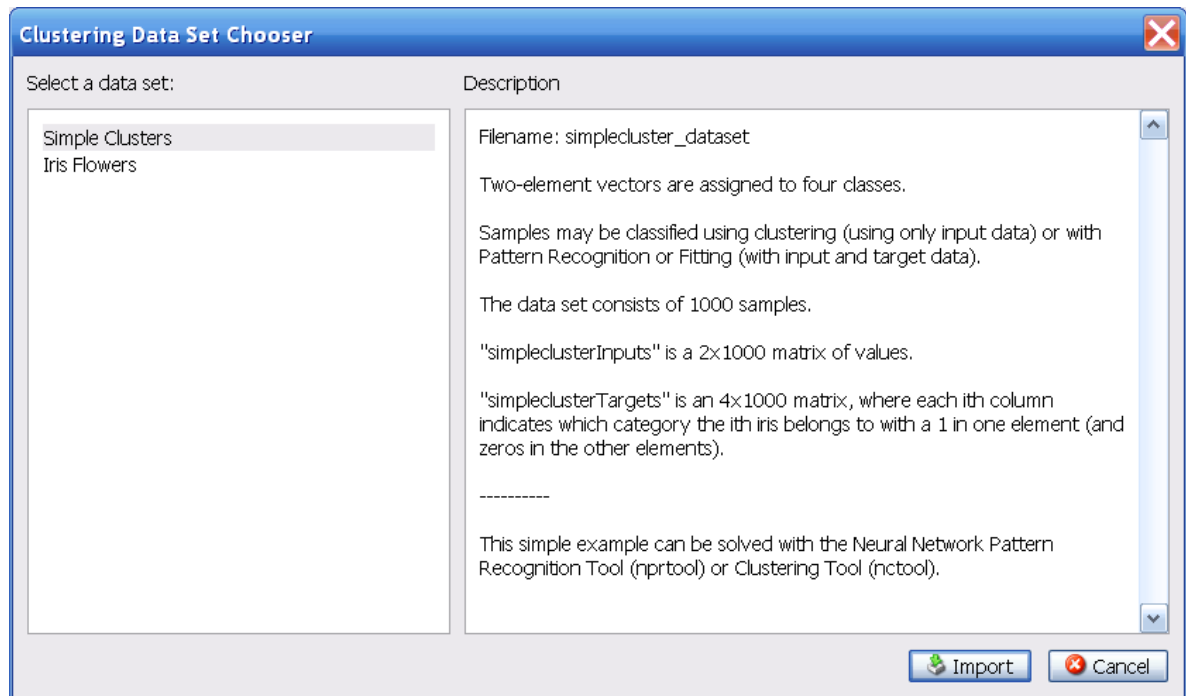 Clustering Data Set Chooser
Select a data set:
Description
Simple Clusters
Iris Flowers
Filename: simplecluster_dataset
Two-element vectors are assigned to four classes.
Samples may be classified using clustering (using only input data) or with
Pattern Recognition or Fitting (with input and target data).
The data set consists of 1000 samples.
"simpleclusterInputs" is a 2x1000 matrix of values.
"simpleclusterTargets" is an 4x1000 matrix, where each ith column
indicates which category the ith iris belongs to with a 1 in one element (and
zeros in the other elements).
----------
This simple example can be solved with the Neural Network Pattern
Recognition Tool (nprtool) or Clustering Tool (nctool).
Import
Cancel